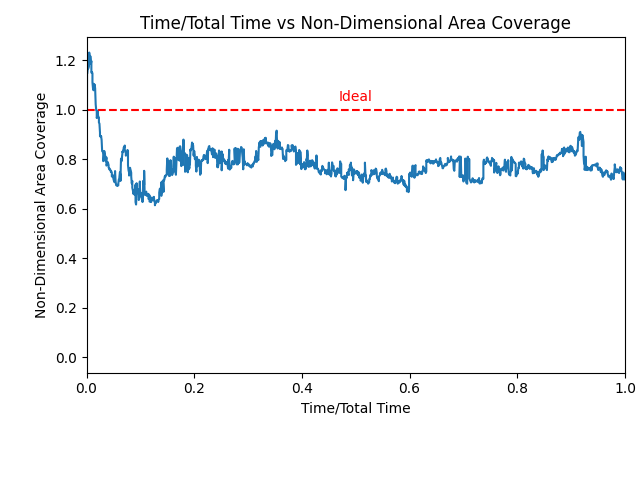 Time/Total Time vs Non-Dimensional Area Coverage
1.2
1.0
0.8
0.6
0.4
0.2
0.0
Non-Dimensional Area Coverage
Ideal
0.0 0.2 0.4 0.6 0.8 1.0
Time/Total Time